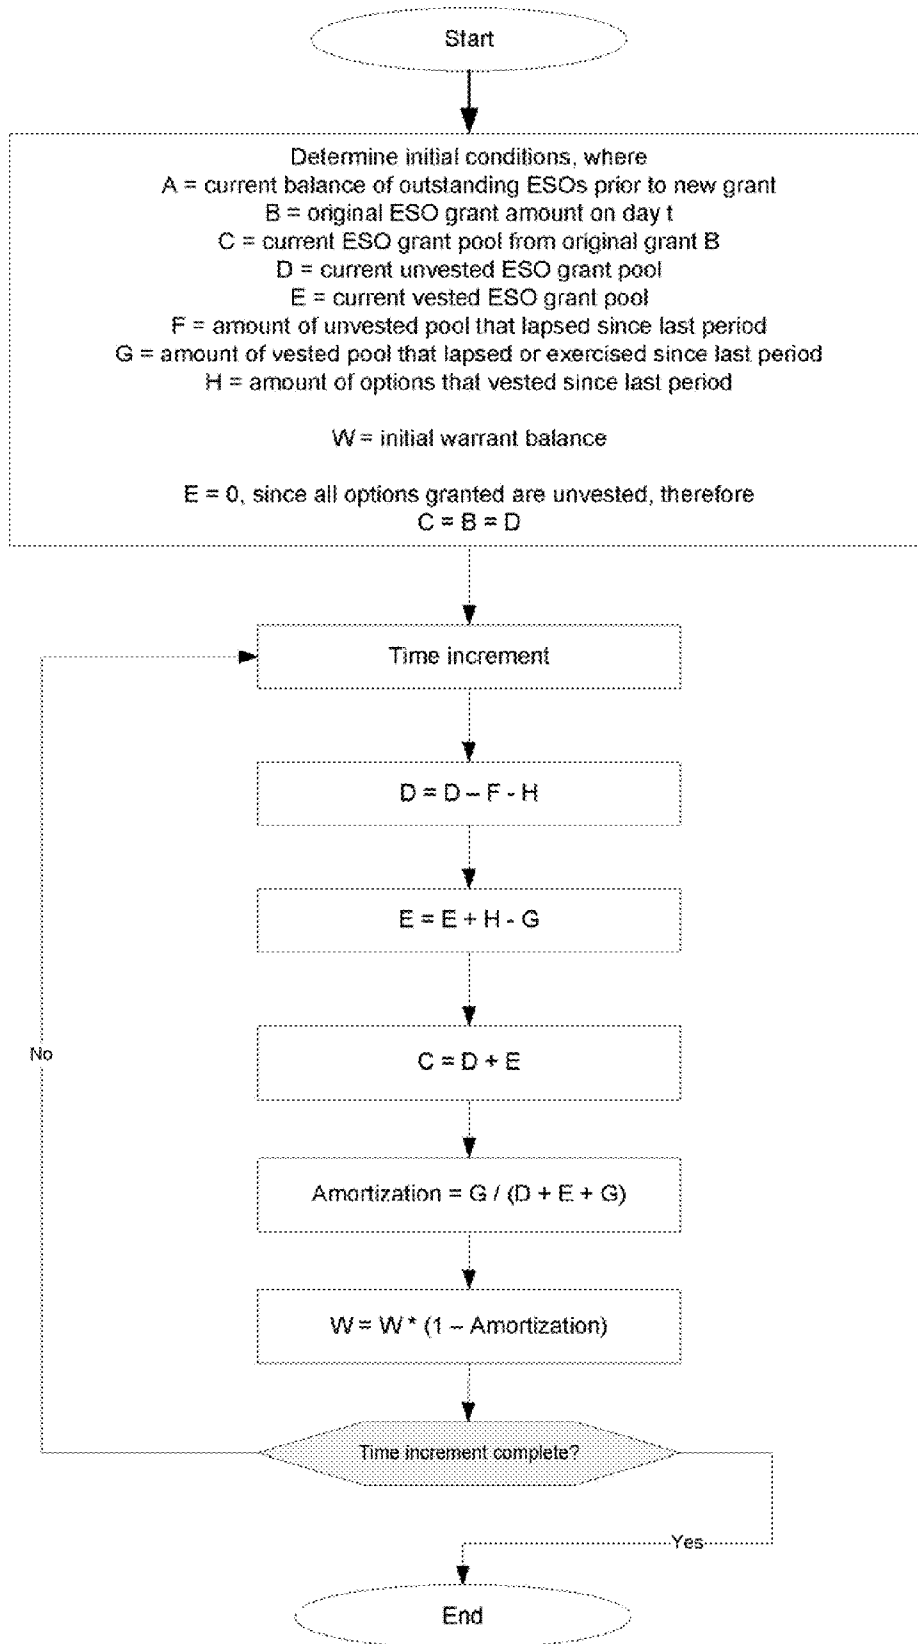 Start
Determine initial conditions, where
A = current balance of outstanding ESOs prior to new grant
B = original ESO grant amount on day t
C = current ESO grant pool from original grant B
D = current unvested ESO grant pool
E = current vested ESO grant pool
F = amount of unvested pool that lapsed since last period
G = amount of vested pool that lapsed or exercised since last period
H = amount of options that vested since last period
W = initial warrant balance
E = 0, since all options granted are unvested, therefore
C = B = D
Time increment
D = D – F - H
E = E + H - G
C = D + E
No
Amortization = G / (D + E + G)
W = W * (1 – Amortization)
Time increment complete?
Yes
End